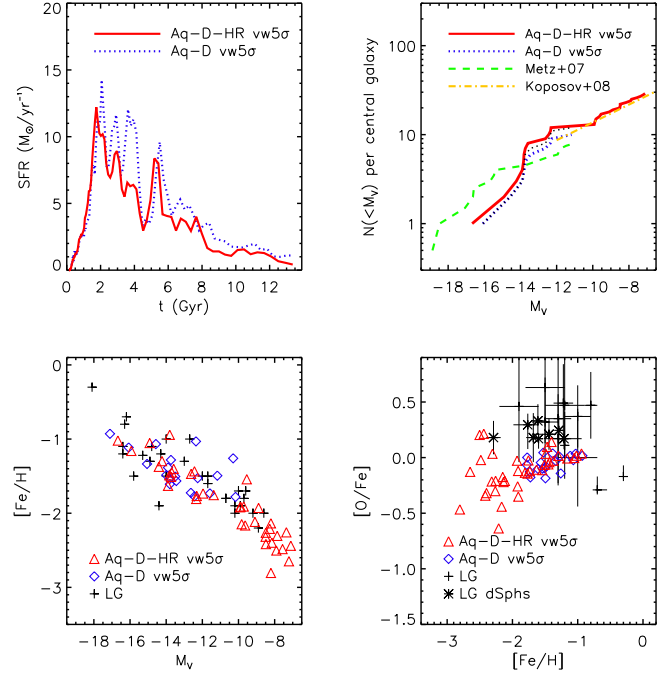 Aq-D-HR vw5σ
Aq-D vw5σ
20
15
10
5
0
SFR (M⊙/yr⁻¹)
0 2 4 6 8 10 12 14
t (Gyr)
Aq-D-HR vw5σ
Aq-D vw5σ
Metz+07
Koposov+08
100
10
1
N(<Mv) per central galaxy
-18 -16 -14 -12 -10 -8
Mv
0
-1
-2
-3
[Fe/H]
Aq-D-HR vw5σ
Aq-D vw5σ
LG
-18 -16 -14 -12 -10 -8
Mv
0.5
0.0
-0.5
-1.0
-1.5
[O/Fe]
Aq-D-HR vw5σ
Aq-D vw5σ
LG
LG dSphs
-3 -2 -1 0
[Fe/H]